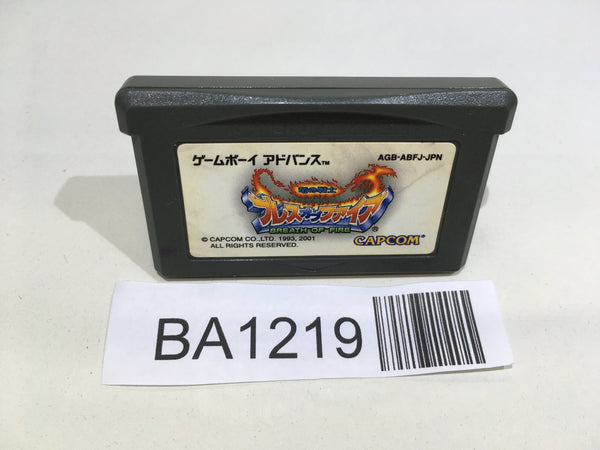 ゲームボーイ アドバンス™
AGB-ABFJ-JPN
竜の戦士
ブレス オブ ファイア®
BREATH OF FIRE
© CAPCOM CO., LTD. 1993, 2001
ALL RIGHTS RESERVED.
CAPCOM®
BA1219